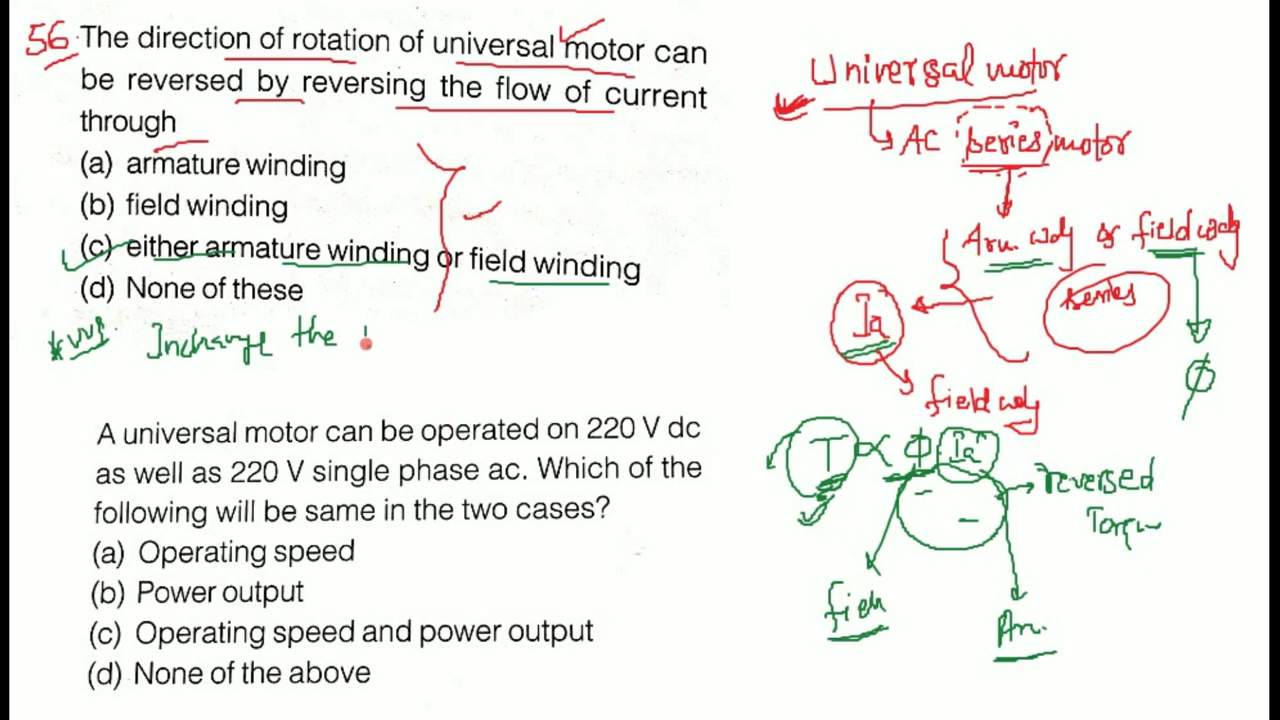 56. The direction of rotation of universal motor can
be reversed by reversing the flow of current
through
(a) armature winding
(b) field winding
(c) either armature winding or field winding
(d) None of these
Inchange the
A universal motor can be operated on 220 V dc
as well as 220 V single phase ac. Which of the
following will be same in the two cases?
(a) Operating speed
(b) Power output
(c) Operating speed and power output
(d) None of the above
Universal motor
AC series motor
Arm. wdg or field wdg
series
Ia
ϕ
field wdg
T ∝ ϕ Ia
reversed
Torqu
Arm.